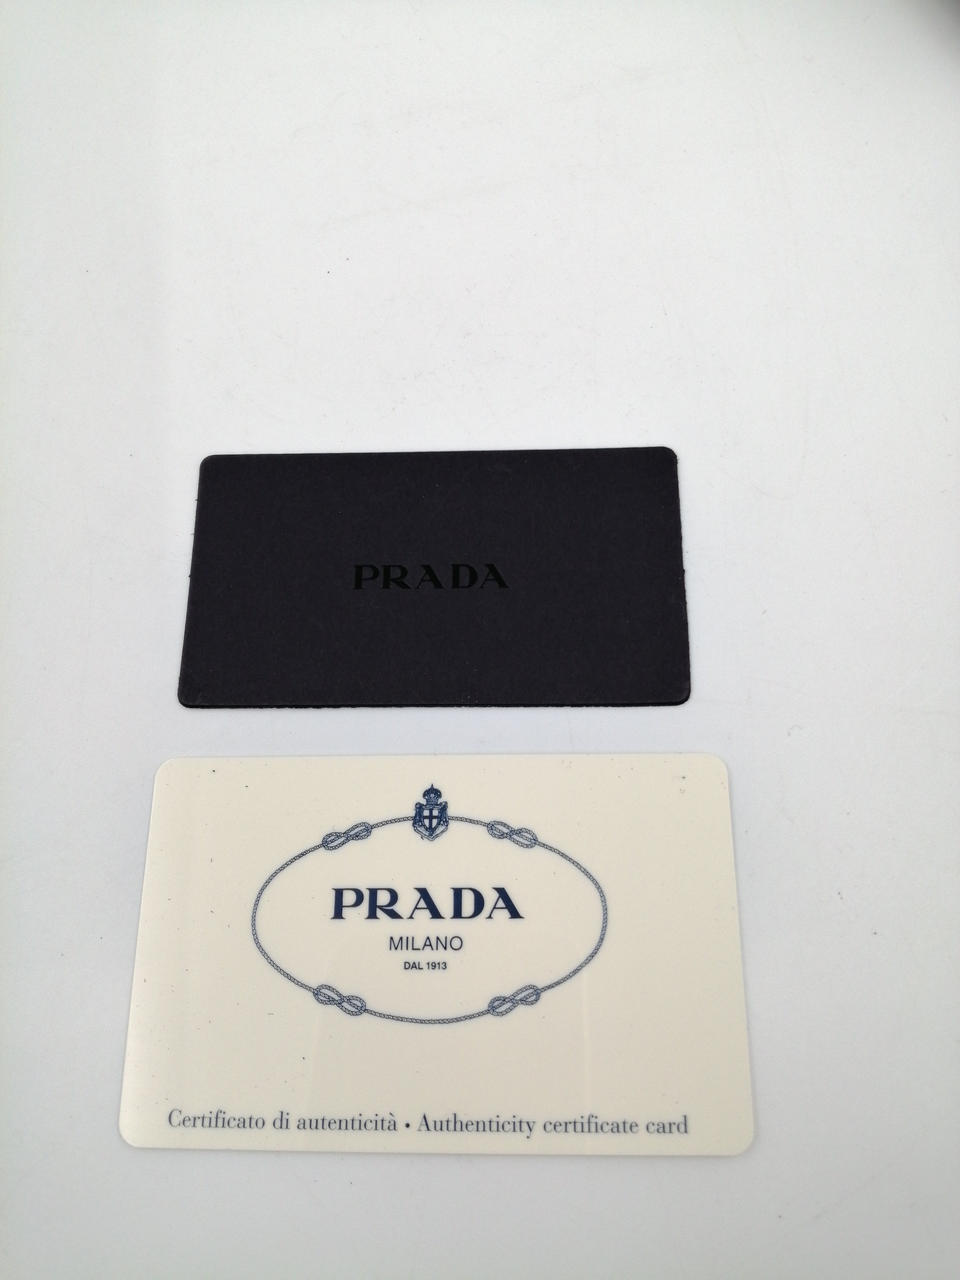 PRADA
PRADA
MILANO
DAL 1913
Certificato di autenticità • Authenticity certificate card